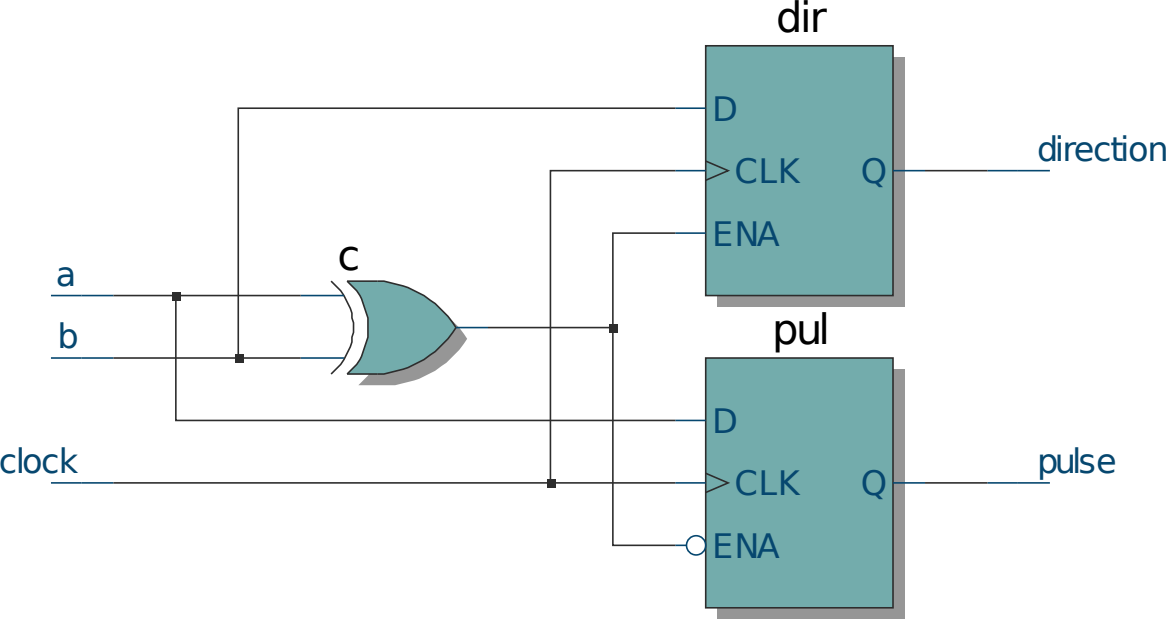 dir
D
CLK
Q
ENA
direction
c
a
b
pul
D
clock
CLK
Q
pulse
ENA